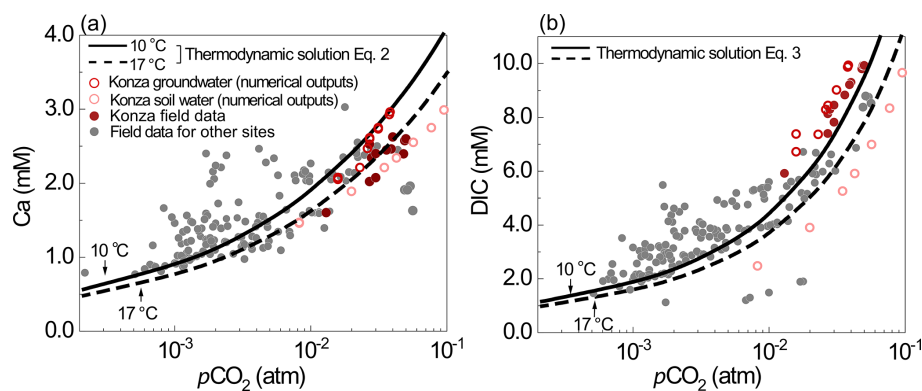 (a)
4.0
3.0
2.0
1.0
0.0
Ca (mM)
10 °C
17 °C
Thermodynamic solution Eq. 2
Konza groundwater (numerical outputs)
Konza soil water (numerical outputs)
Konza field data
Field data for other sites
10 °C
17 °C
10-3
10-2
10-1
pCO2 (atm)
(b)
10.0
8.0
6.0
4.0
2.0
0.0
DIC (mM)
Thermodynamic solution Eq. 3
10 °C
17 °C
10-3
10-2
10-1
pCO2 (atm)